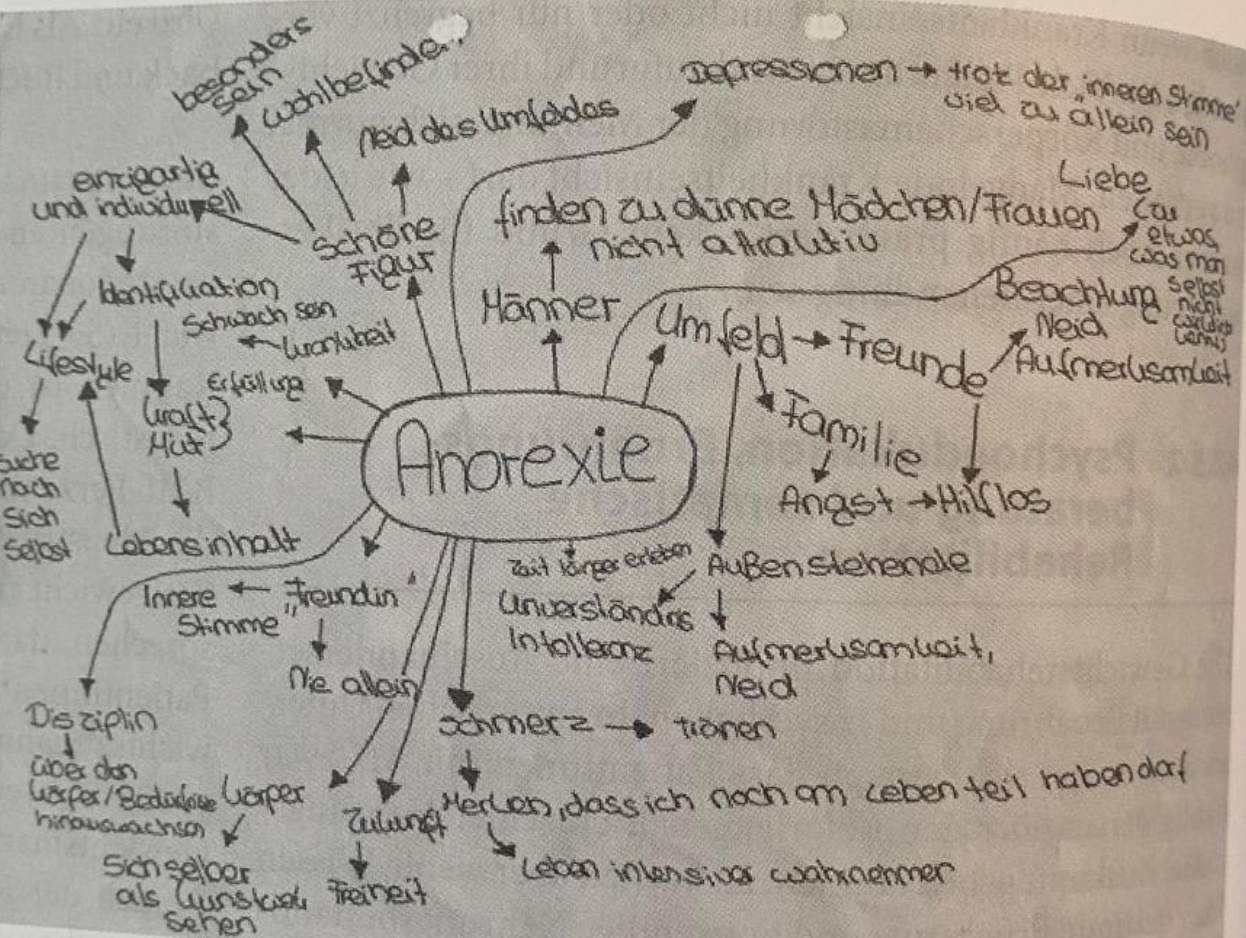 besonders
sein
Wohlbefinden
Neid des Umfeldes
Depressionen → trotz der „inneren Stimme"
viel zu allein sein
einzigartig
und individuell
Schöne
Figur
finden zu dünne Mädchen/Frauen
nicht attraktiv
Männer
Liebe
für
etwas,
was man
selbst
nicht
wirklich
kennt
Identifikation
Schwach sein
Krankheit
Erfüllung
Lifestyle
Kraft}
Mut
Umfeld → Freunde
Beachtung
Neid
Aufmerksamkeit
Familie
Angst → Hilflos
Anorexie
Suche
nach
Sich
Selbst
Lebensinhalt
Innere ← „Freundin"
Stimme
Nie allein
Zeit länger erleben
Außenstehende
Unverständnis
Intolleranz
Aufmerksamkeit,
Neid
Disziplin
über den
Körper/Bedürfnisse
hinauswachsen
Körper
Sich selber
als Kunstwerk
sehen
Zukunft
Freiheit
Schmerz → tränen
Merken, dass ich noch am Leben teil haben darf
Leben intensiver wahrnehmen